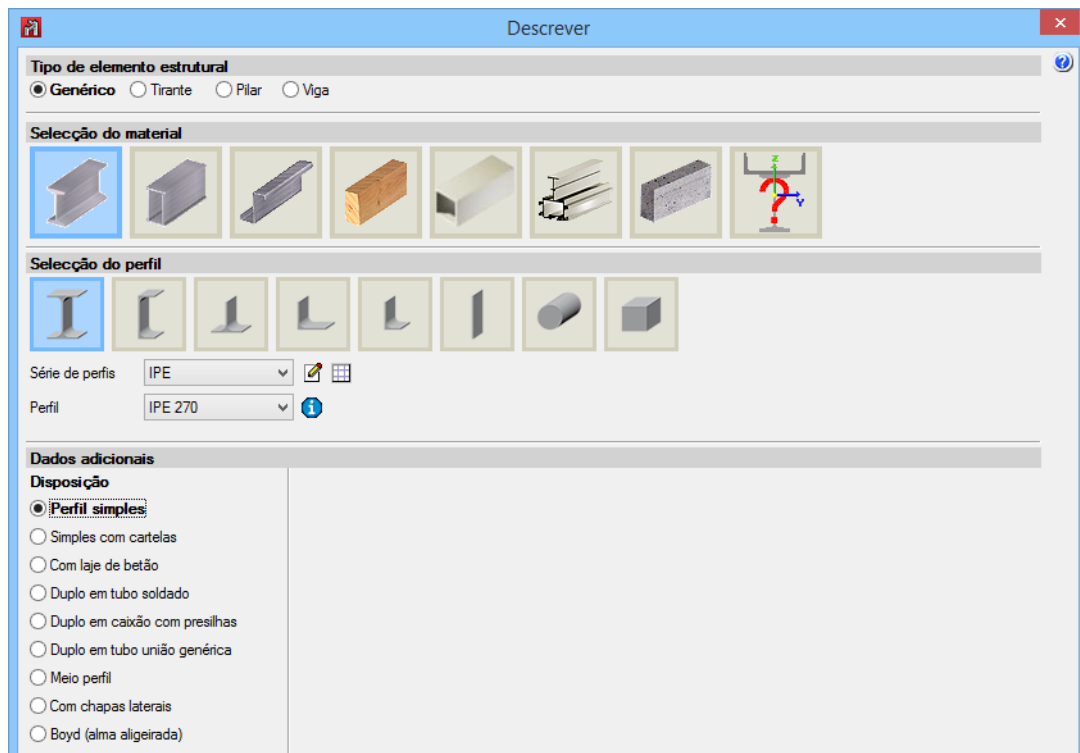 Descrever
Tipo de elemento estrutural
Genérico Tirante Pilar Viga
Selecção do material
z
Y
Selecção do perfil
Série de perfis IPE
Perfil IPE 270
Dados adicionais
Disposição
Perfil simples
Simples com cartelas
Com laje de betão
Duplo em tubo soldado
Duplo em caixão com presilhas
Duplo em tubo união genérica
Meio perfil
Com chapas laterais
Boyd (alma aligeirada)